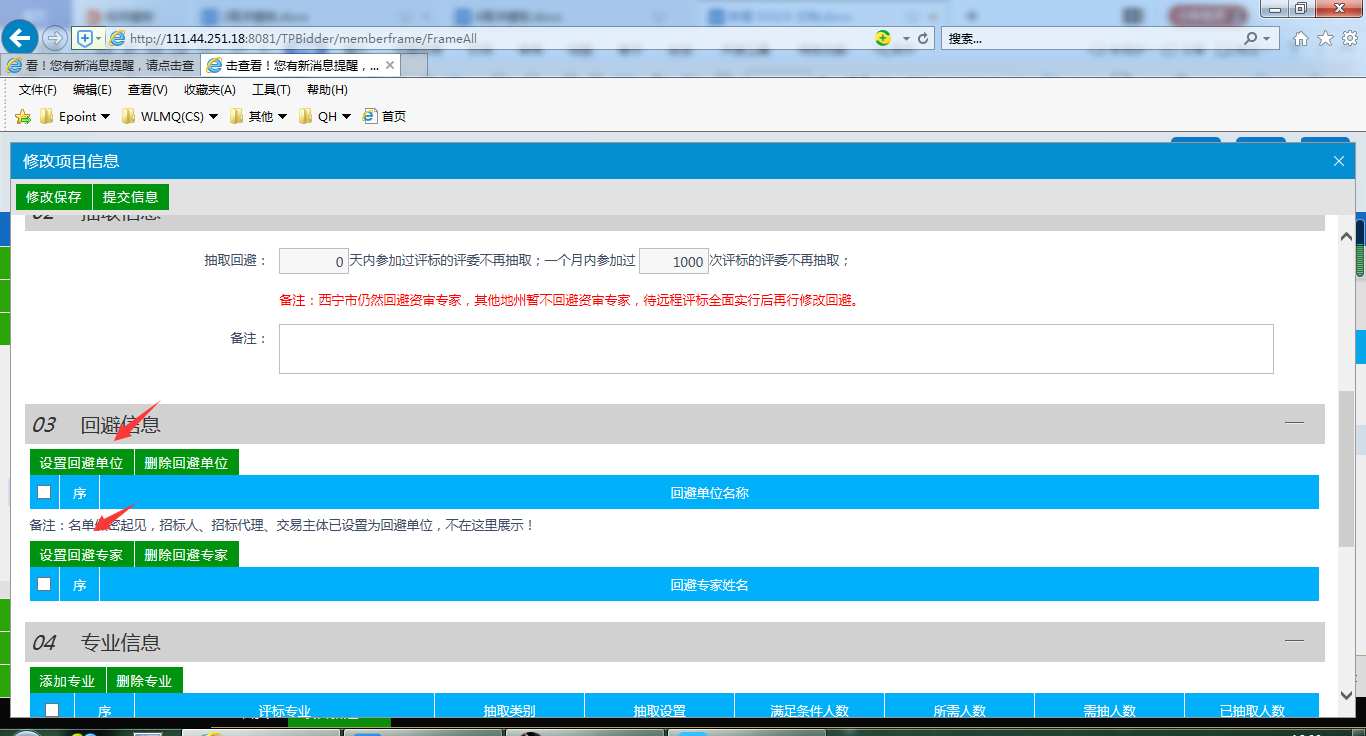 http://111.44.251.18:8081/TPBidder/memberframe/FrameAll
搜索...
看！您有新消息提醒，请点击查
击查看！您有新消息提醒，...
文件(F) 编辑(E) 查看(V) 收藏夹(A) 工具(T) 帮助(H)
Epoint WLMQ(CS) 其他 QH 首页
修改项目信息
修改保存 提交信息
02 抽取信息
抽取回避： 0 天内参加过评标的评委不再抽取；一个月内参加过 1000 次评标的评委不再抽取；
备注：西宁市仍然回避资审专家，其他地州暂不回避资审专家，待远程评标全面实行后再行修改回避。
备注：
03 回避信息
设置回避单位 删除回避单位
序 回避单位名称
备注：名单保密起见，招标人、招标代理、交易主体已设置为回避单位，不在这里展示！
设置回避专家 删除回避专家
序 回避专家姓名
04 专业信息
添加专业 删除专业
序 评标专业 抽取类别 抽取设置 满足条件人数 所需人数 需抽人数 已抽取人数